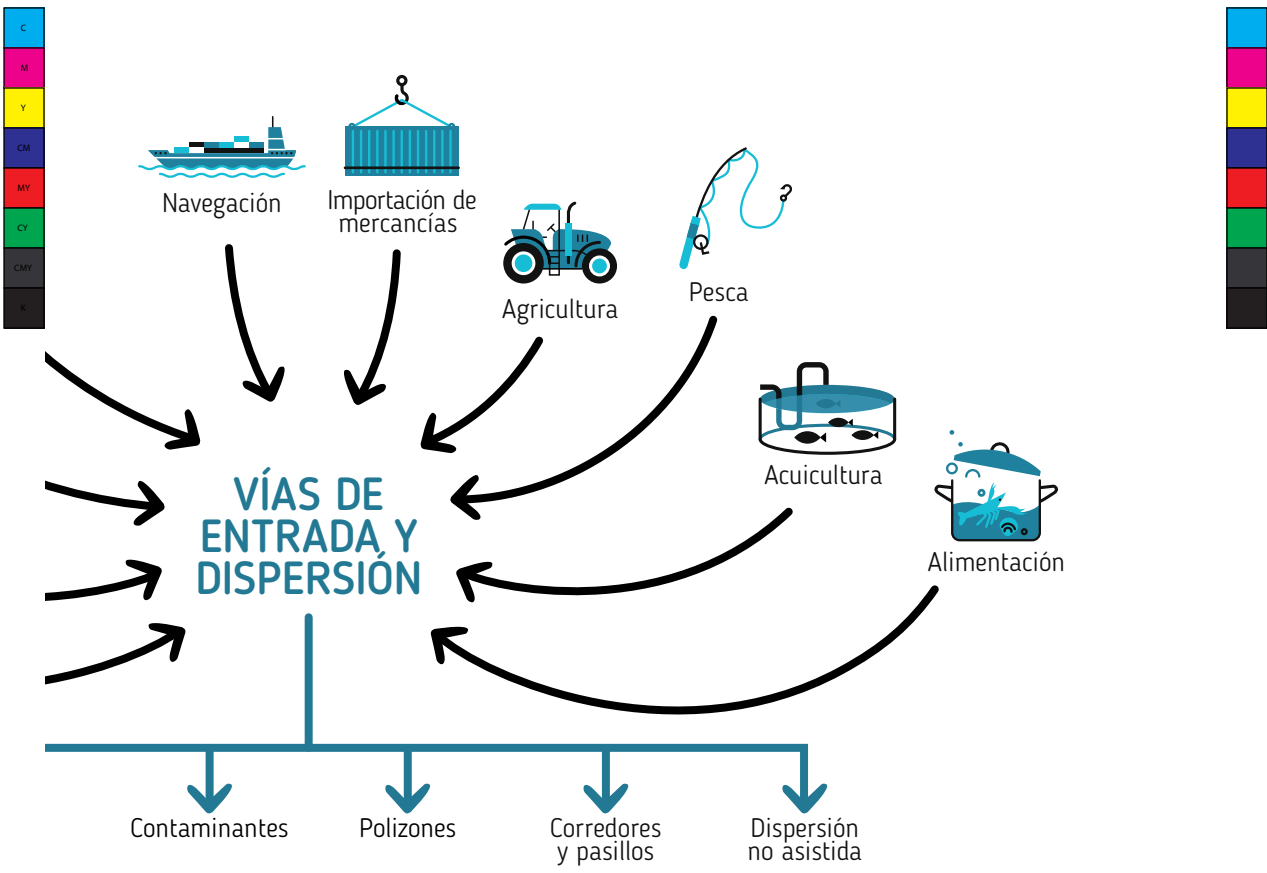 C
M
Y
CM
MY
CY
CMY
K
Navegación
Importación de
mercancías
Agricultura
Pesca
Acuicultura
Alimentación
VÍAS DE
ENTRADA Y
DISPERSIÓN
Contaminantes
Polizones
Corredores
y pasillos
Dispersión
no asistida